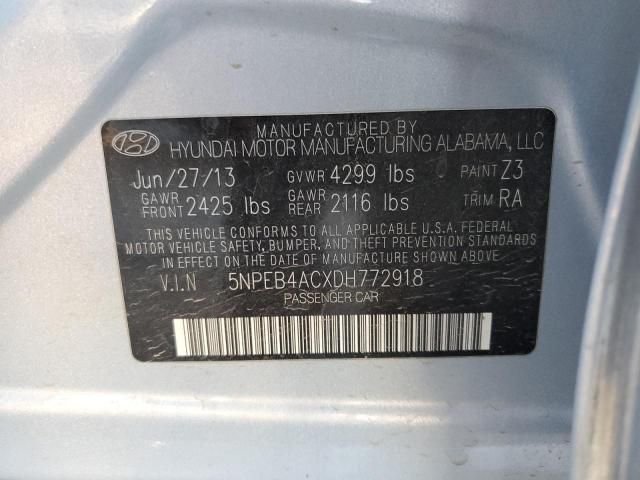 MANUFACTURED BY
HYUNDAI MOTOR MANUFACTURING ALABAMA, LLC
Jun/27/13 GVWR 4299 lbs PAINT Z3
GAWR FRONT 2425 lbs GAWR REAR 2116 lbs TRIM RA
THIS VEHICLE CONFORMS TO ALL APPLICABLE U.S.A. FEDERAL
MOTOR VEHICLE SAFETY, BUMPER, AND THEFT PREVENTION
STANDARDS IN EFFECT ON THE DATE OF MANUFACTURE SHOWN ABOVE.
V.I.N 5NPEB4ACXDH772918
PASSENGER CAR